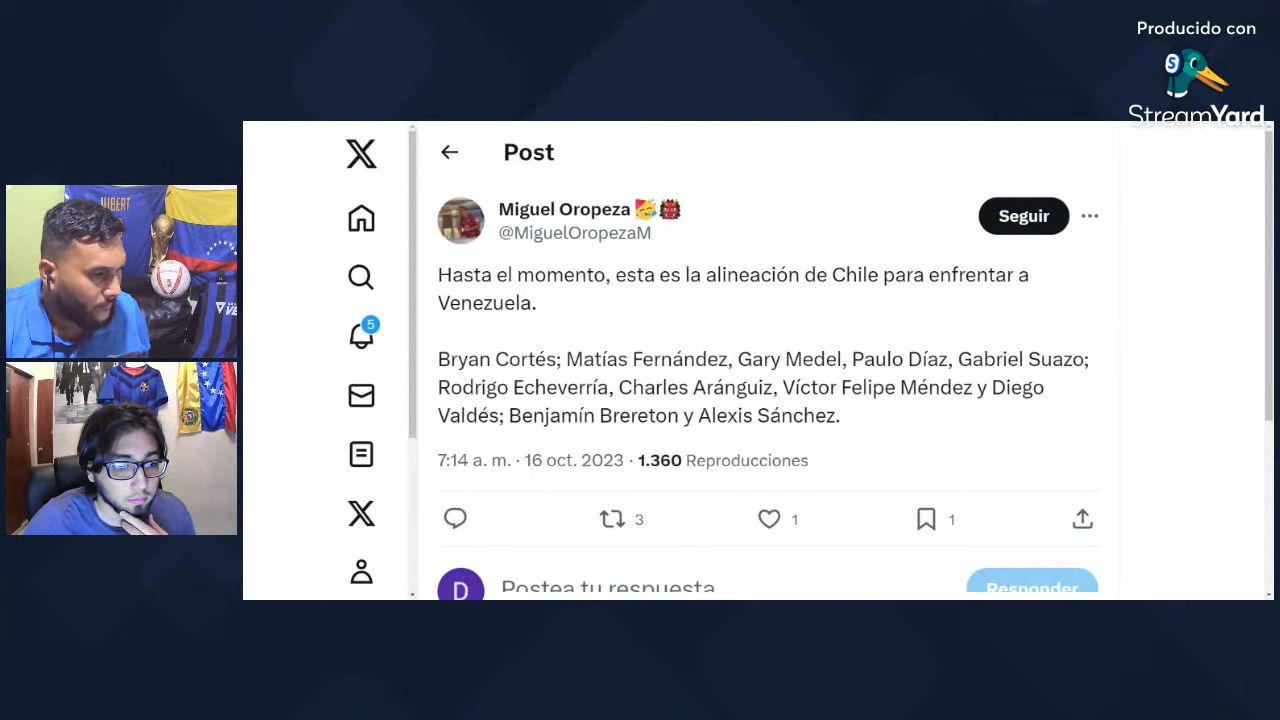 Producido con
S
StreamYard
Post
Miguel Oropeza 🥳👹
@MiguelOropezaM
Seguir
5
Hasta el momento, esta es la alineación de Chile para enfrentar a
Venezuela.
Bryan Cortés; Matías Fernández, Gary Medel, Paulo Díaz, Gabriel Suazo;
Rodrigo Echeverría, Charles Aránguiz, Víctor Felipe Méndez y Diego
Valdés; Benjamín Brereton y Alexis Sánchez.
7:14 a. m. · 16 oct. 2023 · 1.360 Reproducciones
3
1
1
D
Postea tu respuesta
Responder